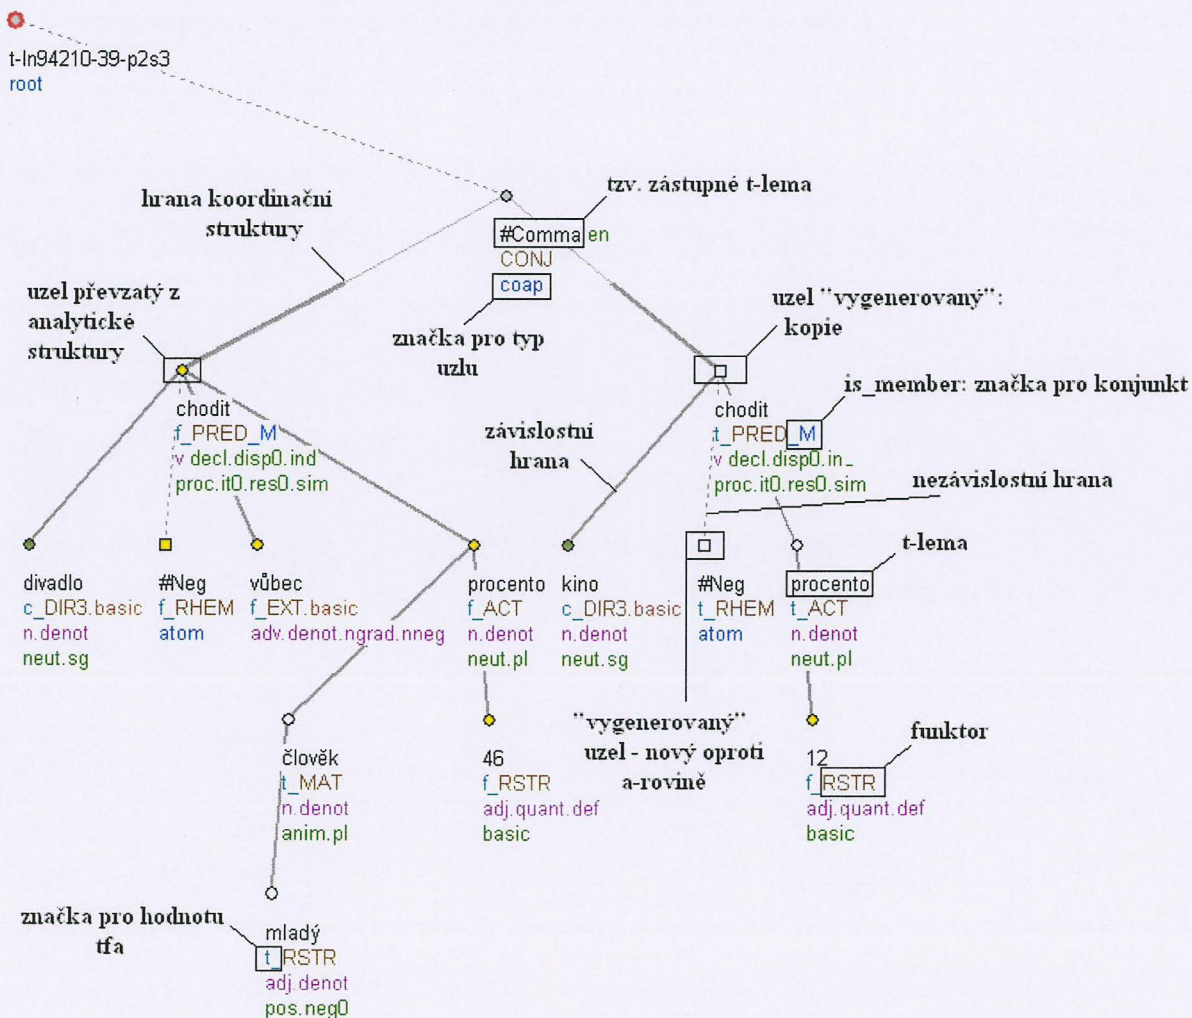 t-ln94210-39-p2s3
root
tzv. zástupné t-lema
hrana koordinační
struktury
#Comma en
CONJ
coap
uzel převzatý z
analytické
struktury
značka pro typ
uzlu
uzel "vygenerovaný":
kopie
is_member: značka pro konjunkt
chodit
f_PRED_M
v decl.disp0.ind
proc.it0.res0.sim
závislostní
hrana
chodit
t_PRED_M
v decl.disp0.in_
proc.it0.res0.sim
nezávislostní hrana
t-lema
divadlo
c_DIR3.basic
n.denot
neut.sg
#Neg
f_RHEM
atom
vůbec
f_EXT.basic
adv.denot.ngrad.nneg
procento
f_ACT
n.denot
neut.pl
kino
c_DIR3.basic
n.denot
neut.sg
#Neg
t_RHEM
atom
procento
t_ACT
n.denot
neut.pl
člověk
t_MAT
n.denot
anim.pl
46
f_RSTR
adj.quant.def
basic
"vygenerovaný"
uzel - nový oproti
a-rovině
funktor
12
f_RSTR
adj.quant.def
basic
značka pro hodnotu
tfa
mladý
t_RSTR
adj.denot
pos.neg0